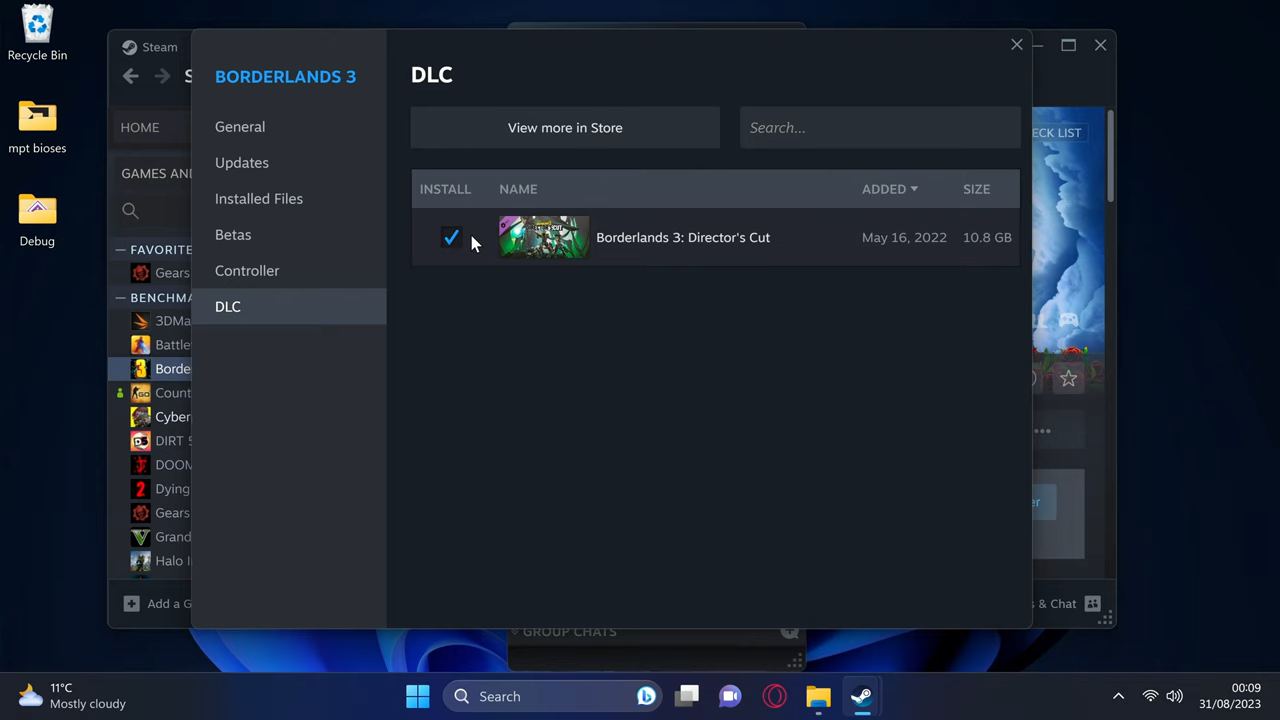 Recycle Bin
mpt bioses
Debug
Steam
S
HOME
GAMES AN
FAVORITE
Gears
BENCHMA
3DMa
Battle
Borde
Count
Cyber
DIRT 5
DOOM
Dying
Gears
Grand
Halo I
Add a G
BORDERLANDS 3
General
Updates
Installed Files
Betas
Controller
DLC
DLC
View more in Store
Search...
INSTALL NAME ADDED SIZE
Borderlands 3: Director's Cut May 16, 2022 10.8 GB
ECK LIST
er
s & Chat
GROUP CHATS
11°C
Mostly cloudy
Search
00:09
31/08/2023